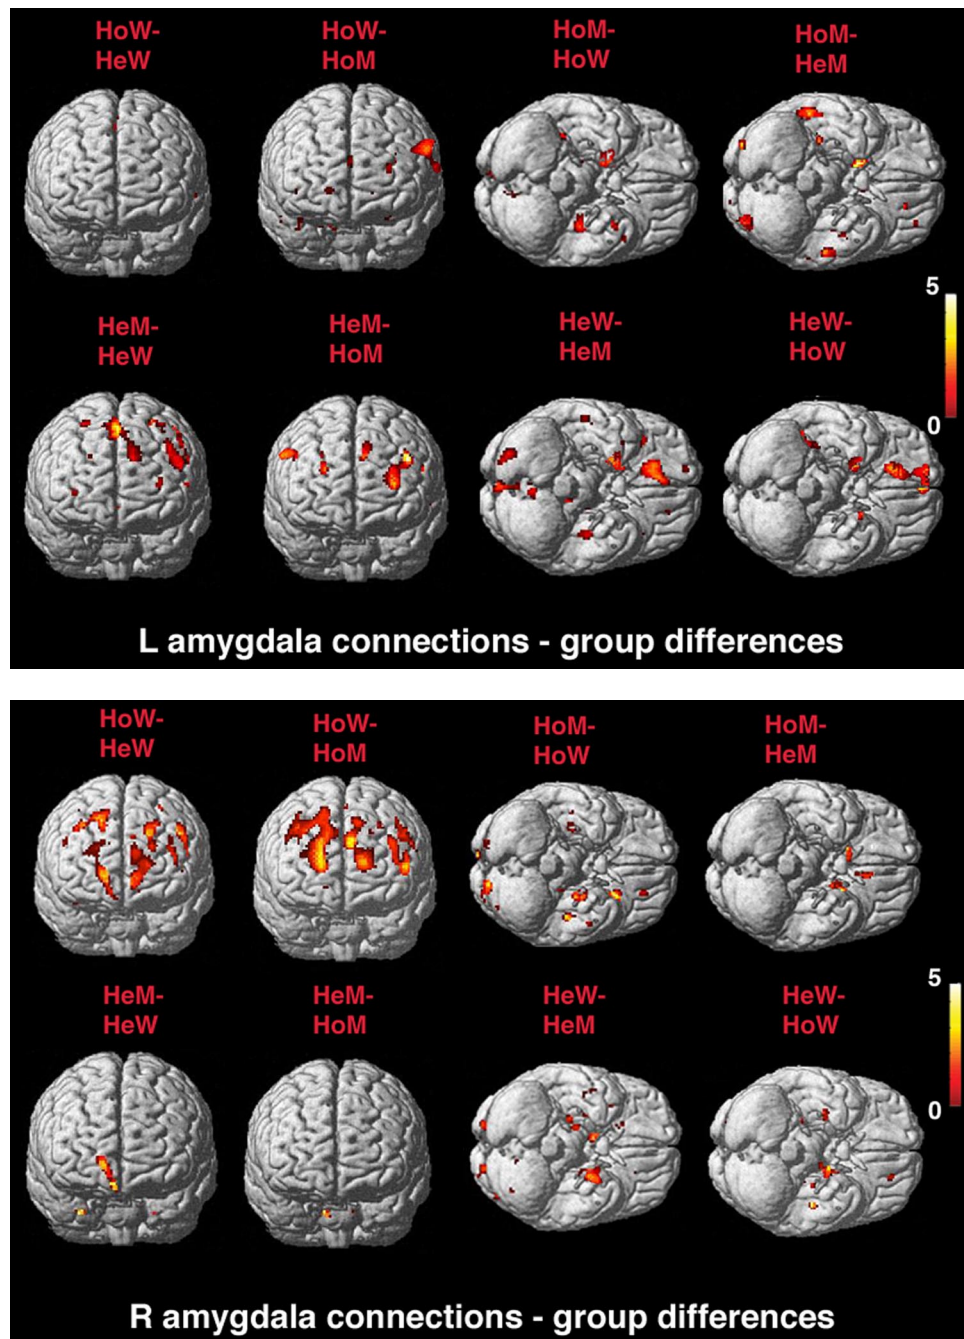 HoW-
HeW
HoW-
HoM
HoM-
HoW
HoM-
HeM
HeM-
HeW
HeM-
HoM
HeW-
HeM
HeW-
HoW
5
0
L amygdala connections - group differences
HoW-
HeW
HoW-
HoM
HoM-
HoW
HoM-
HeM
HeM-
HeW
HeM-
HoM
HeW-
HeM
HeW-
HoW
5
0
R amygdala connections - group differences